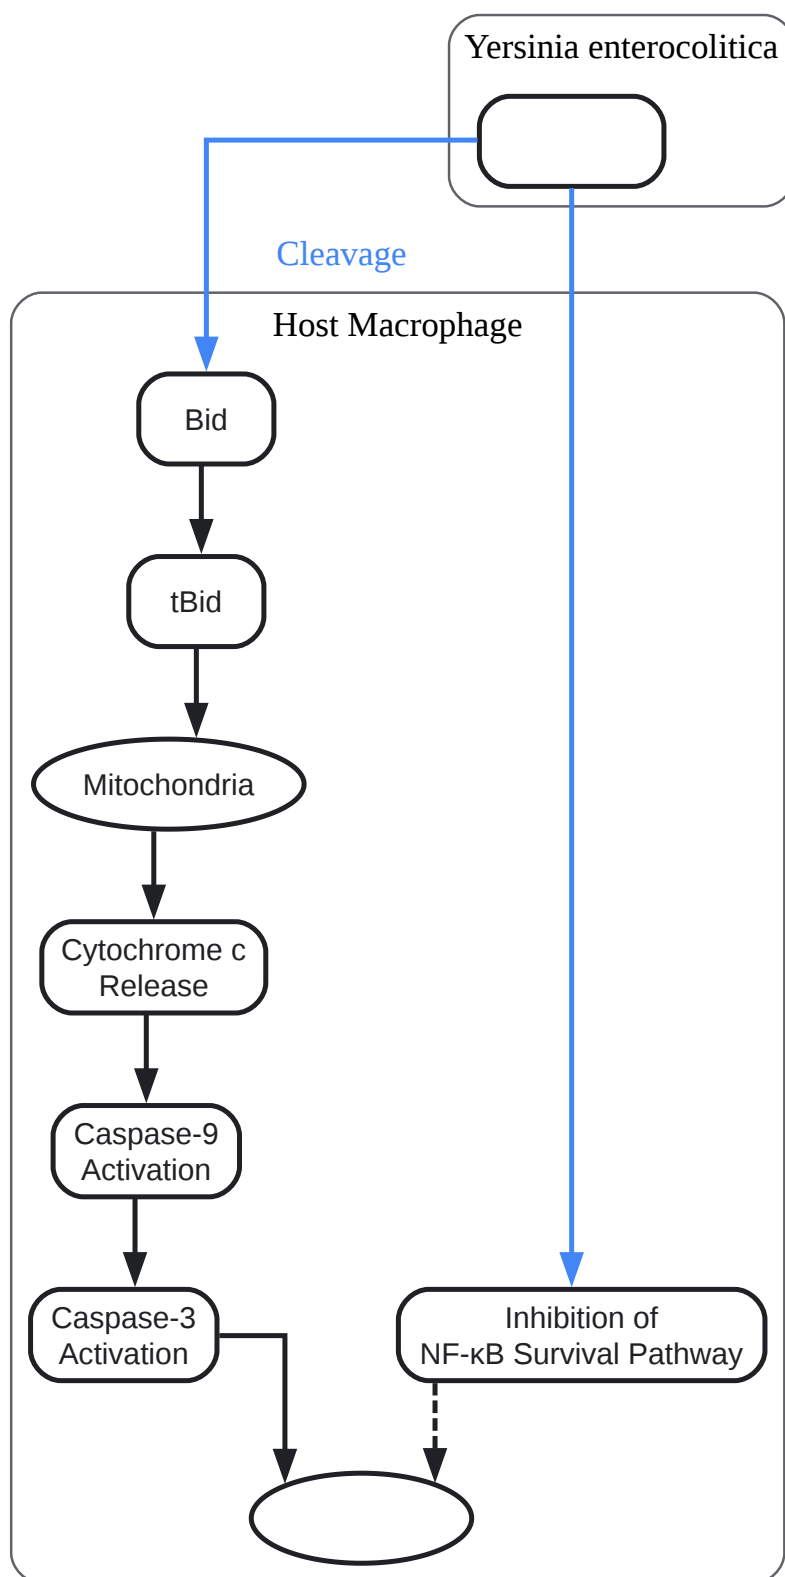 Yersinia enterocolitica
Cleavage
Host Macrophage
Bid
tBid
Mitochondria
Cytochrome c
Release
Caspase-9
Activation
Caspase-3
Activation
Inhibition of
NF-κB Survival Pathway